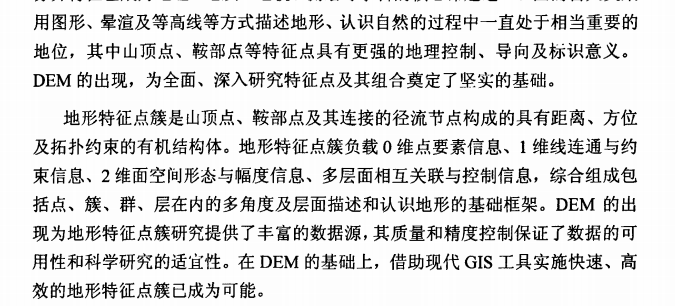 用图形、晕渲及等高线等方式描述地形、认识自然的过程中一直处于相当重要的
地位，其中山顶点、鞍部点等特征点具有更强的地理控制、导向及标识意义。
DEM 的出现，为全面、深入研究特征点及其组合奠定了坚实的基础。
地形特征点簇是山顶点、鞍部点及其连接的径流节点构成的具有距离、方位
及拓扑约束的有机结构体。地形特征点簇负载 0 维点要素信息、1 维线连通与约
束信息、2 维面空间形态与幅度信息、多层面相互关联与控制信息，综合组成包
括点、簇、群、层在内的多角度及层面描述和认识地形的基础框架。DEM 的出
现为地形特征点簇研究提供了丰富的数据源，其质量和精度控制保证了数据的可
用性和科学研究的适宜性。在 DEM 的基础上，借助现代 GIS 工具实施快速、高
效的地形特征点簇已成为可能。